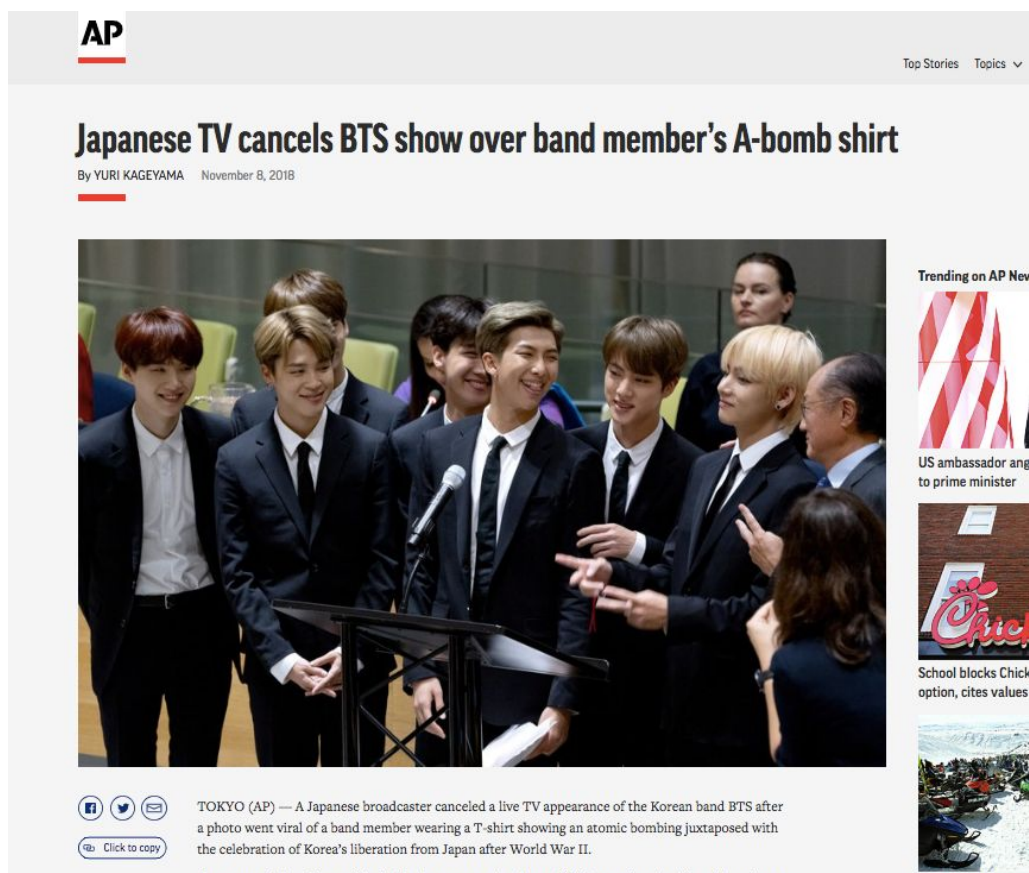 AP
Top Stories Topics
Japanese TV cancels BTS show over band member’s A-bomb shirt
By YURI KAGEYAMA November 8, 2018
Trending on AP
US ambassador
to prime minister
School blocks
option, cites values
TOKYO (AP) — A Japanese broadcaster canceled a live TV appearance of the Korean band BTS after
a photo went viral of a band member wearing a T-shirt showing an atomic bombing juxtaposed with
Click to copy
the celebration of Korea’s liberation from Japan after World War II.